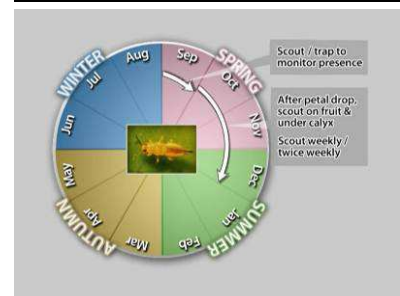 WINTER
SPRING
SUMMER
AUTUMN
Aug
Sep
Oct
Nov
Dec
Jan
Feb
Mar
Apr
May
Jun
Jul
Scout / trap to
monitor presence
After petal drop,
scout on fruit &
under calyx
Scout weekly /
twice weekly